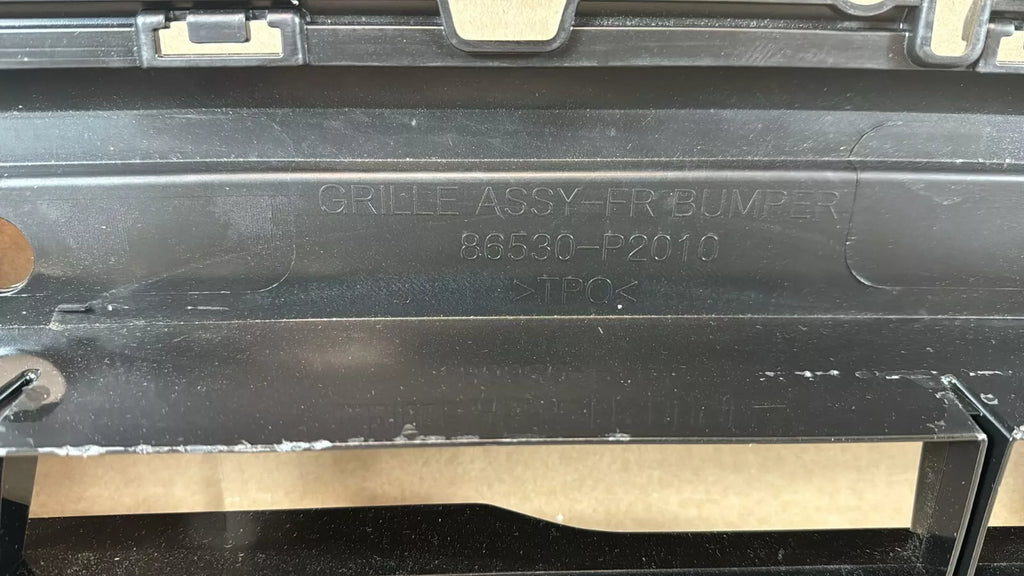 GRILLE ASSY-FR BUMPER
86530-P2010
>TPO<